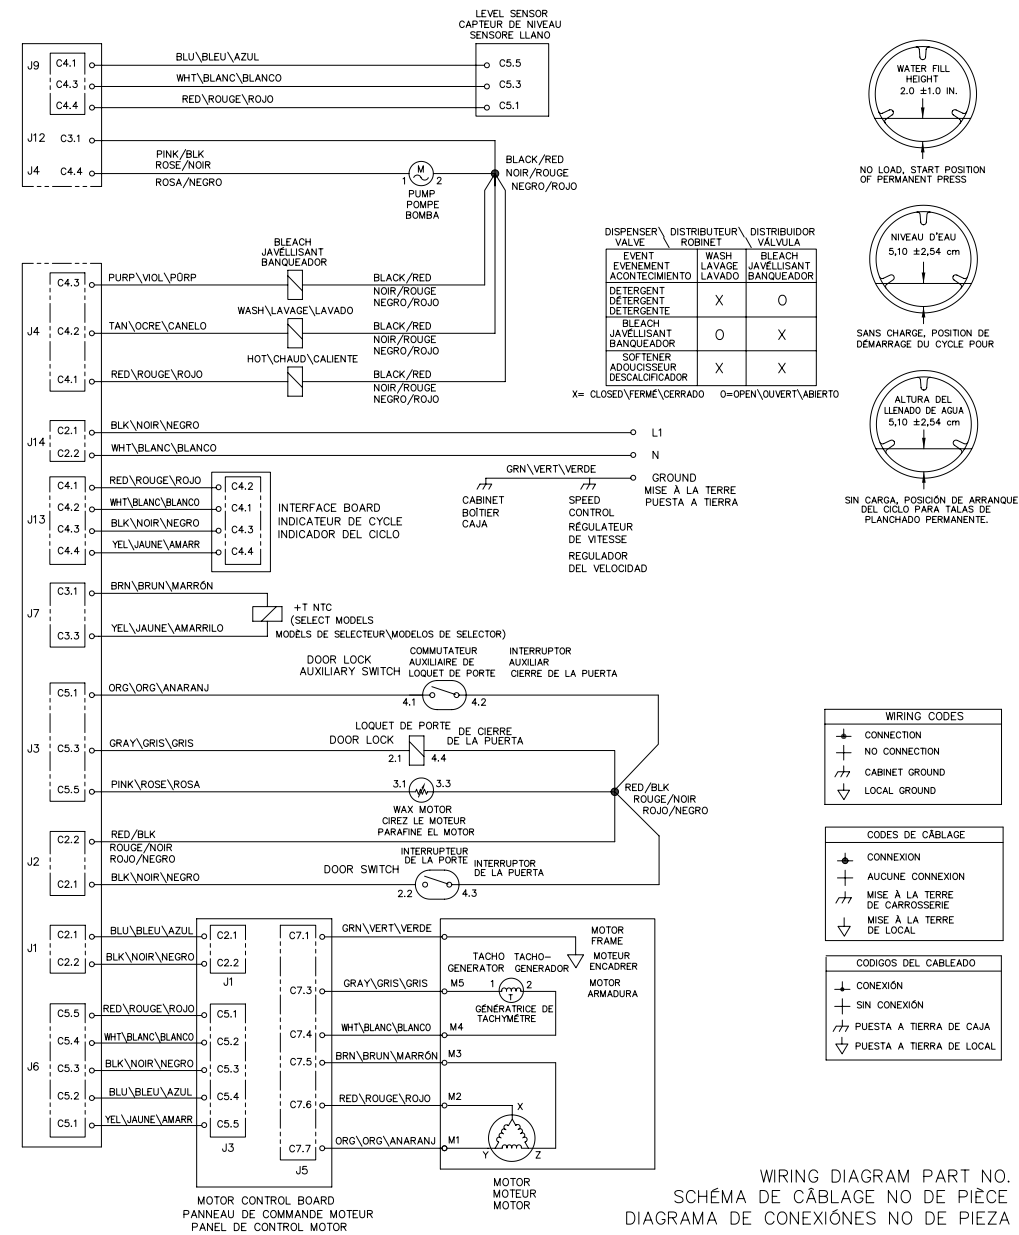 LEVEL SENSOR
CAPTEUR DE NIVEAU
SENSORE LLANO
J9
C4.1
BLU\BLEU\AZUL
C5.5
C4.3
WHT\BLANC\BLANCO
C5.3
C4.4
RED\ROUGE\ROJO
C5.1
J12 C3.1
J4 C4.4
PINK/BLK
ROSE/NOIR
ROSA/NEGRO
M
1 2
PUMP
POMPE
BOMBA
BLACK/RED
NOIR/ROUGE
NEGRO/ROJO
WATER FILL
HEIGHT
2.0 ±1.0 IN.
NO LOAD, START POSITION
OF PERMANENT PRESS
NIVEAU D'EAU
5,10 ±2,54 cm
SANS CHARGE, POSITION DE
DÉMARRAGE DU CYCLE POUR
ALTURA DEL
LLENADO DE AGUA
5,10 ±2,54 cm
SIN CARGA, POSICIÓN DE ARRANQUE
DEL CICLO PARA TALAS DE
PLANCHADO PERMANENTE.
J4
C4.3
PURP\VIOL\PÜRP
BLEACH
JAVÉLLISANT
BANQUEADOR
BLACK/RED
NOIR/ROUGE
NEGRO/ROJO
C4.2
TAN\OCRE\CANELO
WASH\LAVAGE\LAVADO
BLACK/RED
NOIR/ROUGE
NEGRO/ROJO
C4.1
RED\ROUGE\ROJO
HOT\CHAUD\CALIENTE
BLACK/RED
NOIR/ROUGE
NEGRO/ROJO
DISPENSER\ DISTRIBUTEUR\ DISTRIBUIDOR
VALVE ROBINET VÁLVULA
EVENT
EVENEMENT
ACONTECIMIENTO
WASH
LAVAGE
LAVADO
BLEACH
JAVÉLLISANT
BANQUEADOR
DETERGENT
DÉTERGENT
DETERGENTE
X O
BLEACH
JAVÉLLISANT
BANQUEADOR
O X
SOFTENER
ADOUCISSEUR
DESCALCIFICADOR
X X
X= CLOSED\FERMÉ\CERRADO O=OPEN\OUVERT\ABIERTO
J14
C2.1
BLK\NOIR\NEGRO
L1
C2.2
WHT\BLANC\BLANCO
N
GRN\VERT\VERDE
GROUND
MISE À LA TERRE
PUESTA A TIERRA
CABINET
BOÎTIER
CAJA
SPEED
CONTROL
RÉGULATEUR
DE VITESSE
REGULADOR
DEL VELOCIDAD
J13
C4.1
RED\ROUGE\ROJO
C4.2
C4.2
WHT\BLANC\BLANCO
C4.1
C4.3
BLK\NOIR\NEGRO
C4.3
C4.4
YEL\JAUNE\AMARR
C4.4
INTERFACE BOARD
INDICATEUR DE CYCLE
INDICADOR DEL CICLO
J7
C3.1
BRN\BRUN\MARRÓN
C3.3
YEL\JAUNE\AMARRILO
+T NTC
(SELECT MODELS
MODÈLS DE SELECTEUR\MODELOS DE SELECTOR)
DOOR LOCK
AUXILIARY SWITCH
COMMUTATEUR
AUXILIAIRE DE
LOQUET DE PORTE
INTERRUPTOR
AUXILIAR
CIERRE DE LA PUERTA
J3
C5.1
ORG\ORG\ANARANJ
4.1 4.2
C5.3
GRAY\GRIS\GRIS
LOQUET DE PORTE
DOOR LOCK
DE CIERRE
DE LA PUERTA
2.1 4.4
C5.5
PINK\ROSE\ROSA
3.1 3.3
WAX MOTOR
CIREZ LE MOTEUR
PARAFINE EL MOTOR
RED/BLK
ROUGE/NOIR
ROJO/NEGRO
J2
C2.2
RED/BLK
ROUGE/NOIR
ROJO/NEGRO
C2.1
BLK\NOIR\NEGRO
DOOR SWITCH
INTERRUPTEUR
DE LA PORTE
INTERRUPTOR
DE LA PUERTA
2.2 4.3
WIRING CODES
CONNECTION
NO CONNECTION
CABINET GROUND
LOCAL GROUND
CODES DE CÂBLAGE
CONNEXION
AUCUNE CONNEXION
MISE À LA TERRE
DE CARROSSERIE
MISE À LA TERRE
DE LOCAL
CODIGOS DEL CABLEADO
CONEXIÓN
SIN CONEXIÓN
PUESTA A TIERRA DE CAJA
PUESTA A TIERRA DE LOCAL
J1
C2.1
BLU\BLEU\AZUL
C2.1
C2.2
BLK\NOIR\NEGRO
C2.2
J1
J6
C5.5
RED\ROUGE\ROJO
C5.1
C5.4
WHT\BLANC\BLANCO
C5.2
C5.3
BLK\NOIR\NEGRO
C5.3
C5.2
BLU\BLEU\AZUL
C5.4
C5.1
YEL\JAUNE\AMARR
C5.5
J3
C7.1
GRN\VERT\VERDE
MOTOR
FRAME
MOTEUR
ENCADRER
MOTOR
ARMADURA
C7.3
GRAY\GRIS\GRIS
M5
TACHO
GENERATOR
TACHO-
GENERADOR
1 2
T
GÉNÉRATRICE DE
TACHYMÉTRE
C7.4
WHT\BLANC\BLANCO
M4
C7.5
BRN\BRUN\MARRÓN
M3
C7.6
RED\ROUGE\ROJO
M2
X
C7.7
ORG\ORG\ANARANJ
M1
Y Z
J5
MOTOR CONTROL BOARD
PANNEAU DE COMMANDE MOTEUR
PANEL DE CONTROL MOTOR
MOTOR
MOTEUR
MOTOR
WIRING DIAGRAM PART NO.
SCHÉMA DE CÂBLAGE NO DE PIÈCE
DIAGRAMA DE CONEXIÓNES NO DE PIEZA